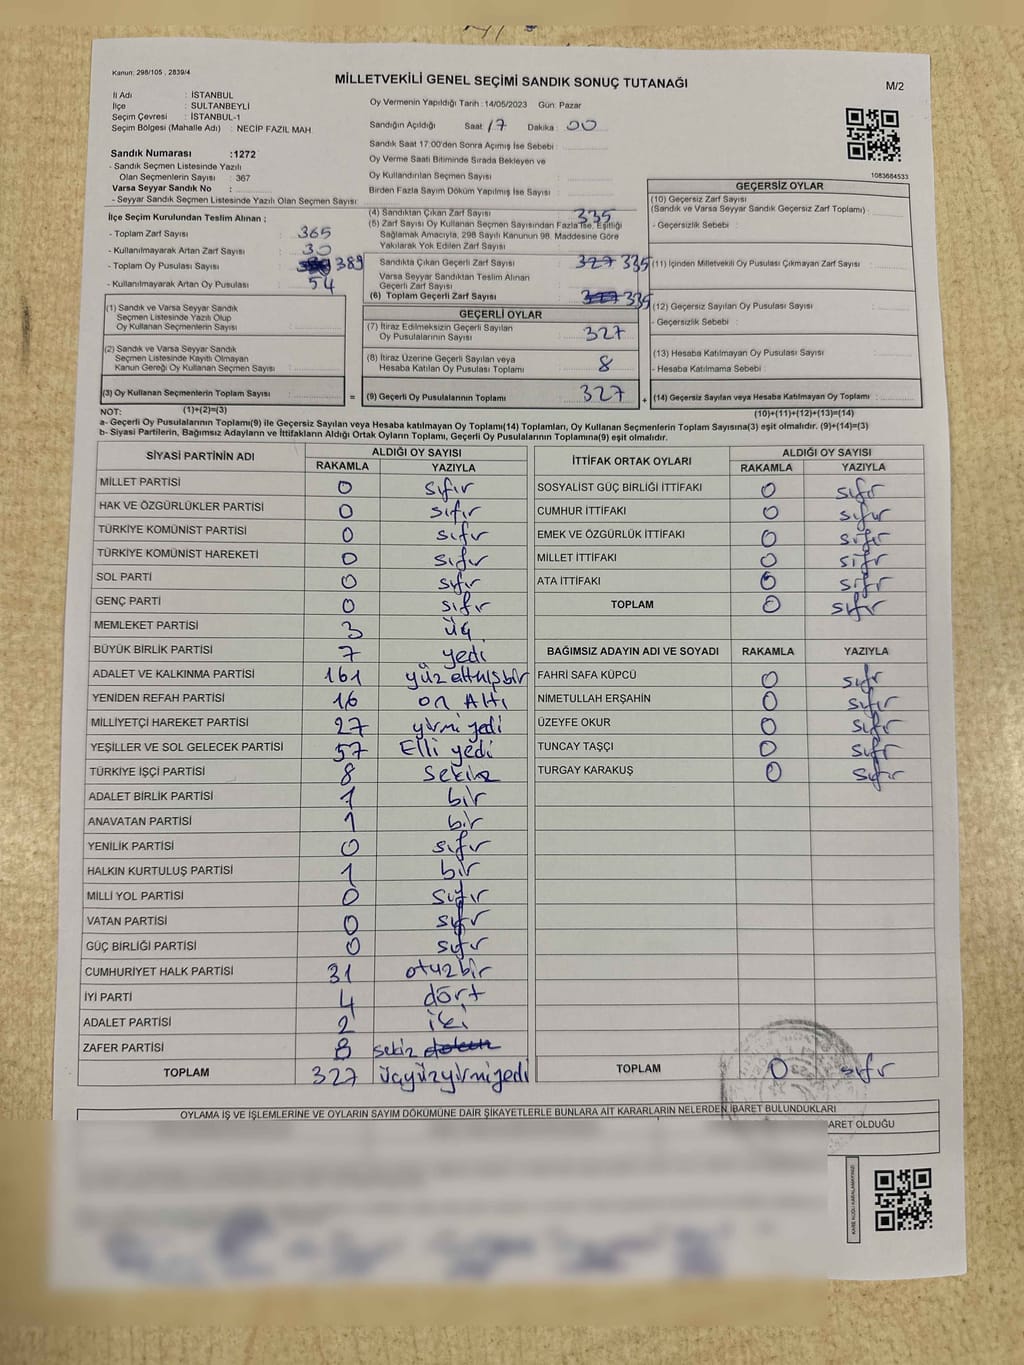 Kanun: 298/105 , 2839/4
MİLLETVEKİLİ GENEL SEÇİMİ SANDIK SONUÇ TUTANAĞI
M/2
İl Adı : İSTANBUL
İlçe : SULTANBEYLİ
Seçim Çevresi : İSTANBUL-1
Seçim Bölgesi (Mahalle Adı) : NECİP FAZIL MAH
Oy Vermenin Yapıldığı Tarih : 14/05/2023 Gün: Pazar
Sandığın Açıldığı Saat 17 Dakika : 00
Sandık Saat 17:00'den Sonra Açımış İse Sebebi :
Oy Verme Saati Bitiminde Sırada Bekleyen ve
Oy Kullandırılan Seçmen Sayısı :
Birden Fazla Sayım Döküm Yapılmış İse Sayısı :
1083684533
Sandık Numarası :1272
- Sandık Seçmen Listesinde Yazılı
Olan Seçmenlerin Sayısı : 367
Varsa Seyyar Sandık No :
- Seyyar Sandık Seçmen Listesinde Yazılı Olan Seçmen Sayısı :
İlçe Seçim Kurulundan Teslim Alınan ;
- Toplam Zarf Sayısı : 365
- Kullanılmayarak Artan Zarf Sayısı : 30
- Toplam Oy Pusulası Sayısı : 389
- Kullanılmayarak Artan Oy Pusulası : 54
(4) Sandıktan Çıkan Zarf Sayısı : 335
(5) Zarf Sayısı Oy Kullanan Seçmen Sayısından Fazla İse, Eşitliği
Sağlamak Amacıyla, 298 Sayılı Kanunun 98. Maddesine Göre
Yakılarak Yok Edilen Zarf Sayısı
Sandıkta Çıkan Geçerli Zarf Sayısı : 327 335
Varsa Seyyar Sandıktan Teslim Alınan
Geçerli Zarf Sayısı :
(6) Toplam Geçerli Zarf Sayısı : 327 335
GEÇERSİZ OYLAR
(10) Geçersiz Zarf Sayısı
(Sandık ve Varsa Seyyar Sandık Geçersiz Zarf Toplamı) :
- Geçersizlik Sebebi :
(11) İçinden Milletvekili Oy Pusulası Çıkmayan Zarf Sayısı :
(12) Geçersiz Sayılan Oy Pusulası Sayısı :
- Geçersizlik Sebebi :
(13) Hesaba Katılmayan Oy Pusulası Sayısı :
- Hesaba Katılmama Sebebi :
(14) Geçersiz Sayılan veya Hesaba Katılmayan Oy Toplamı :
(10)+(11)+(12)+(13)=(14)
(1) Sandık ve Varsa Seyyar Sandık
Seçmen Listesinde Yazılı Olup
Oy Kullanan Seçmenlerin Sayısı :
(2) Sandık ve Varsa Seyyar Sandık
Seçmen Listesinde Kayıtlı Olmayan
Kanun Gereği Oy Kullanan Seçmen Sayısı :
(3) Oy Kullanan Seçmenlerin Toplam Sayısı : =
(1)+(2)=(3)
GEÇERLİ OYLAR
(7) İtiraz Edilmeksizin Geçerli Sayılan
Oy Pusulalarının Sayısı : 327
(8) İtiraz Üzerine Geçerli Sayılan veya
Hesaba Katılan Oy Pusulası Toplamı : 8
(9) Geçerli Oy Pusulalarının Toplamı : 327 +
NOT:
a- Geçerli Oy Pusulalarının Toplamı(9) ile Geçersiz Sayılan veya Hesaba katılmayan Oy Toplamı(14) Toplamları, Oy Kullanan Seçmenlerin Toplam Sayısına(3) eşit olmalıdır. (9)+(14)=(3)
b- Siyasi Partilerin, Bağımsız Adayların ve İttifakların Aldığı Ortak Oyların Toplamı, Geçerli Oy Pusulalarının Toplamına(9) eşit olmalıdır.
SİYASİ PARTİNİN ADI ALDIĞI OY SAYISI
RAKAMLA YAZIYLA
MİLLET PARTİSİ 0 sıfır
HAK VE ÖZGÜRLÜKLER PARTİSİ 0 sıfır
TÜRKİYE KOMÜNİST PARTİSİ 0 sıfır
TÜRKİYE KOMÜNİST HAREKETİ 0 sıfır
SOL PARTİ 0 sıfır
GENÇ PARTİ 0 sıfır
MEMLEKET PARTİSİ 3 üç
BÜYÜK BİRLİK PARTİSİ 7 yedi
ADALET VE KALKINMA PARTİSİ 161 yüz altmışbir
YENİDEN REFAH PARTİSİ 16 on Altı
MİLLİYETÇİ HAREKET PARTİSİ 27 yirmi yedi
YEŞİLLER VE SOL GELECEK PARTİSİ 57 Elli yedi
TÜRKİYE İŞÇİ PARTİSİ 8 sekiz
ADALET BİRLİK PARTİSİ 1 bir
ANAVATAN PARTİSİ 1 bir
YENİLİK PARTİSİ 0 sıfır
HALKIN KURTULUŞ PARTİSİ 1 bir
MİLLİ YOL PARTİSİ 0 sıfır
VATAN PARTİSİ 0 sıfır
GÜÇ BİRLİĞİ PARTİSİ 0 sıfır
CUMHURİYET HALK PARTİSİ 31 otuzbir
İYİ PARTİ 4 dört
ADALET PARTİSİ 2 iki
ZAFER PARTİSİ 8 sekiz
TOPLAM 327 üçyüzyirmiyedi
İTTİFAK ORTAK OYLARI ALDIĞI OY SAYISI
RAKAMLA YAZIYLA
SOSYALİST GÜÇ BİRLİĞİ İTTİFAKI 0 sıfır
CUMHUR İTTİFAKI 0 sıfır
EMEK VE ÖZGÜRLÜK İTTİFAKI 0 sıfır
MİLLET İTTİFAKI 0 sıfır
ATA İTTİFAKI 0 sıfır
TOPLAM 0 sıfır
BAĞIMSIZ ADAYIN ADI VE SOYADI RAKAMLA YAZIYLA
FAHRİ SAFA KÜPCÜ 0 sıfır
NİMETULLAH ERŞAHİN 0 sıfır
ÜZEYFE OKUR 0 sıfır
TUNCAY TAŞÇI 0 sıfır
TURGAY KARAKUŞ 0 sıfır
TOPLAM 0 sıfır
OYLAMA İŞ VE İŞLEMLERİNE VE OYLARIN SAYIM DÖKÜMÜNE DAİR ŞİKAYETLERLE BUNLARA AİT KARARLARIN NELERDEN İBARET BULUNDUKLARI
ARET OLDUĞU